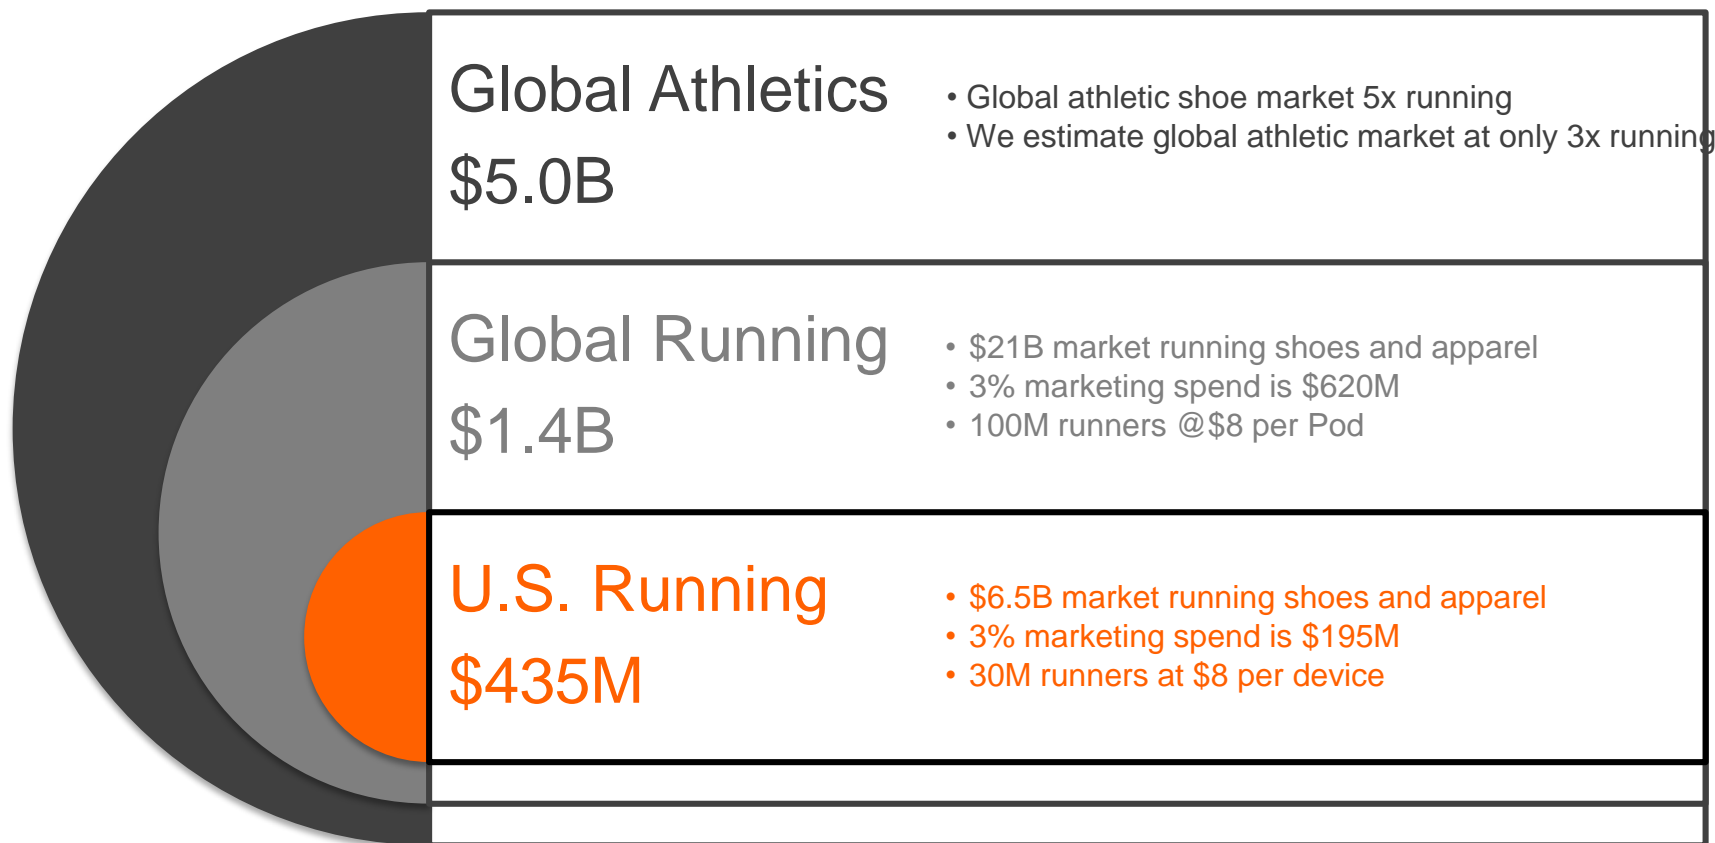 Global Athletics
$5.0B
• Global athletic shoe market 5x running
• We estimate global athletic market at only 3x running
Global Running
$1.4B
• $21B market running shoes and apparel
• 3% marketing spend is $620M
• 100M runners @$8 per Pod
U.S. Running
$435M
• $6.5B market running shoes and apparel
• 3% marketing spend is $195M
• 30M runners at $8 per device